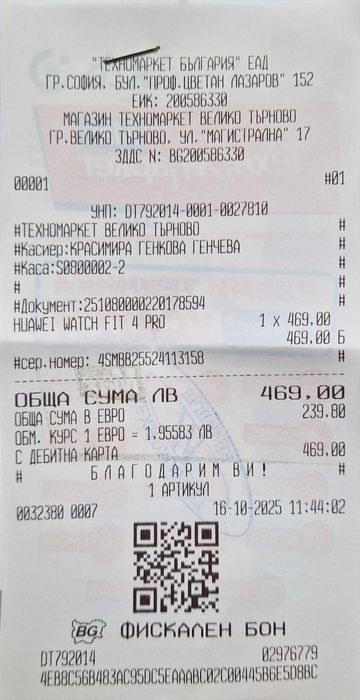 "ТЕХНОМАРКЕТ БЪЛГАРИЯ" ЕАД
ГР.СОФИЯ, БУЛ."ПРОФ.ЦВЕТАН ЛАЗАРОВ" 152
ЕИК: 200586330
МАГАЗИН ТЕХНОМАРКЕТ ВЕЛИКО ТЪРНОВО
ГР.ВЕЛИКО ТЪРНОВО, УЛ."МАГИСТРАЛНА" 17
ЗДДС N: BG200586330
00001 #01
УНП: DT792014-0001-0027810
#ТЕХНОМАРКЕТ ВЕЛИКО ТЪРНОВО #
#Касиер:КРАСИМИРА ГЕНКОВА ГЕНЧЕВА #
#Каса:S0800002-2 #
# #
#Документ:251080000220178594 #
HUAWEI WATCH FIT 4 PRO 1 x 469.00
469.00 Б
#сер.номер: 4SMBB25524113158 #
ОБЩА СУМА ЛВ 469.00
ОБЩА СУМА В ЕВРО 239.80
ОБМ. КУРС 1 ЕВРО = 1.95583 ЛВ
С ДЕБИТНА КАРТА 469.00
# БЛАГОДАРИМ ВИ! #
1 АРТИКУЛ
0032380 0007 16-10-2025 11:44:02
BG ФИСКАЛЕН БОН
DT792014 02976779
4EB8C56B483AC95DC5EAAABC02C00445B6E5D8BC